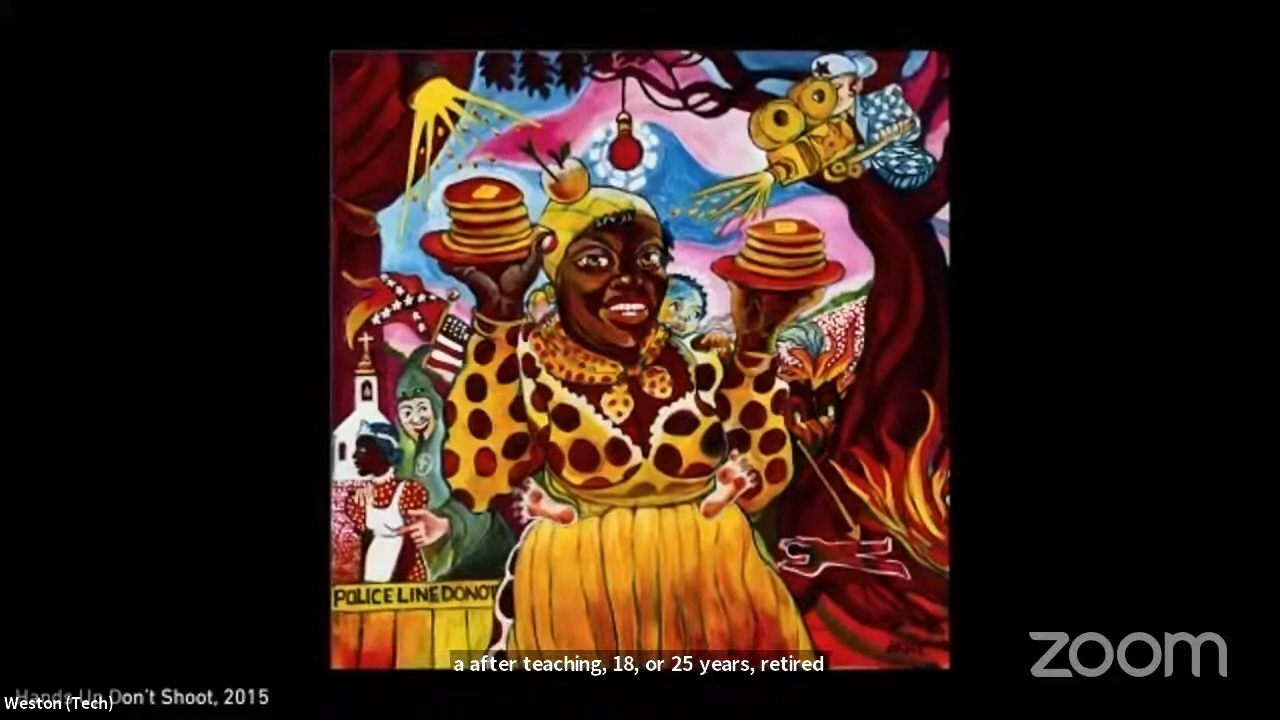 POLICE LINE DO NOT
a after teaching, 18, or 25 years, retired
zoom
Hands Up Don't Shoot, 2015
Weston (Tech)